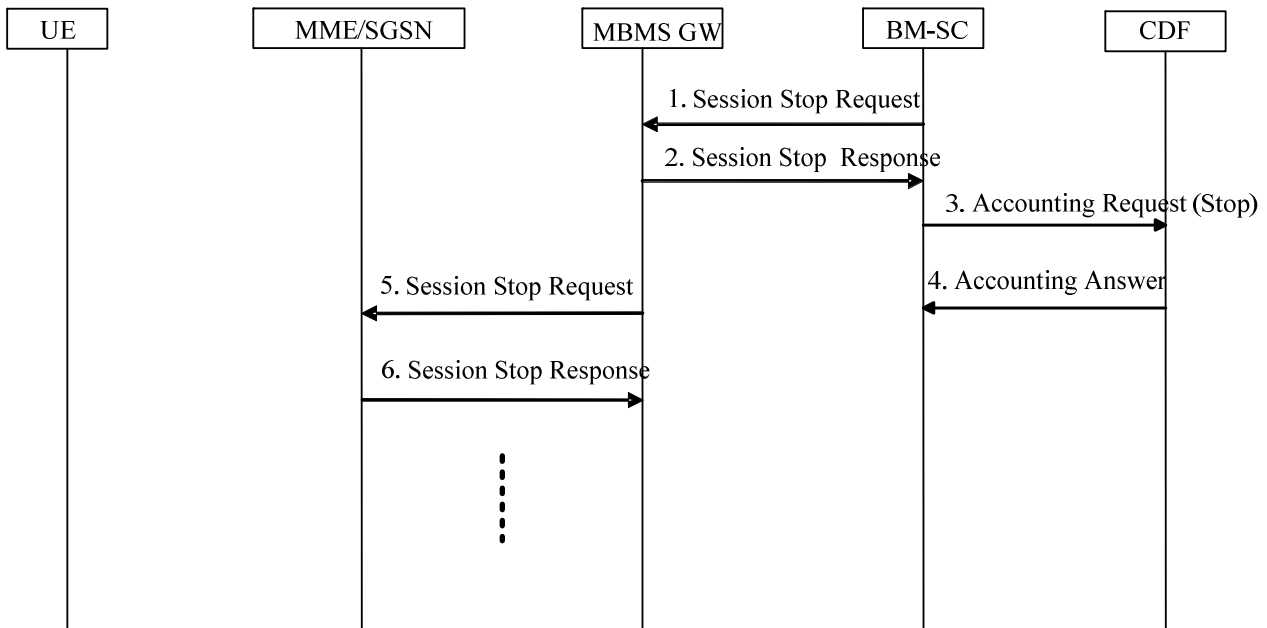 UE
MME/SGSN
MBMS GW
BM-SC
CDF
1. Session Stop Request
2. Session Stop Response
3. Accounting Request (Stop)
4. Accounting Answer
5. Session Stop Request
6. Session Stop Response